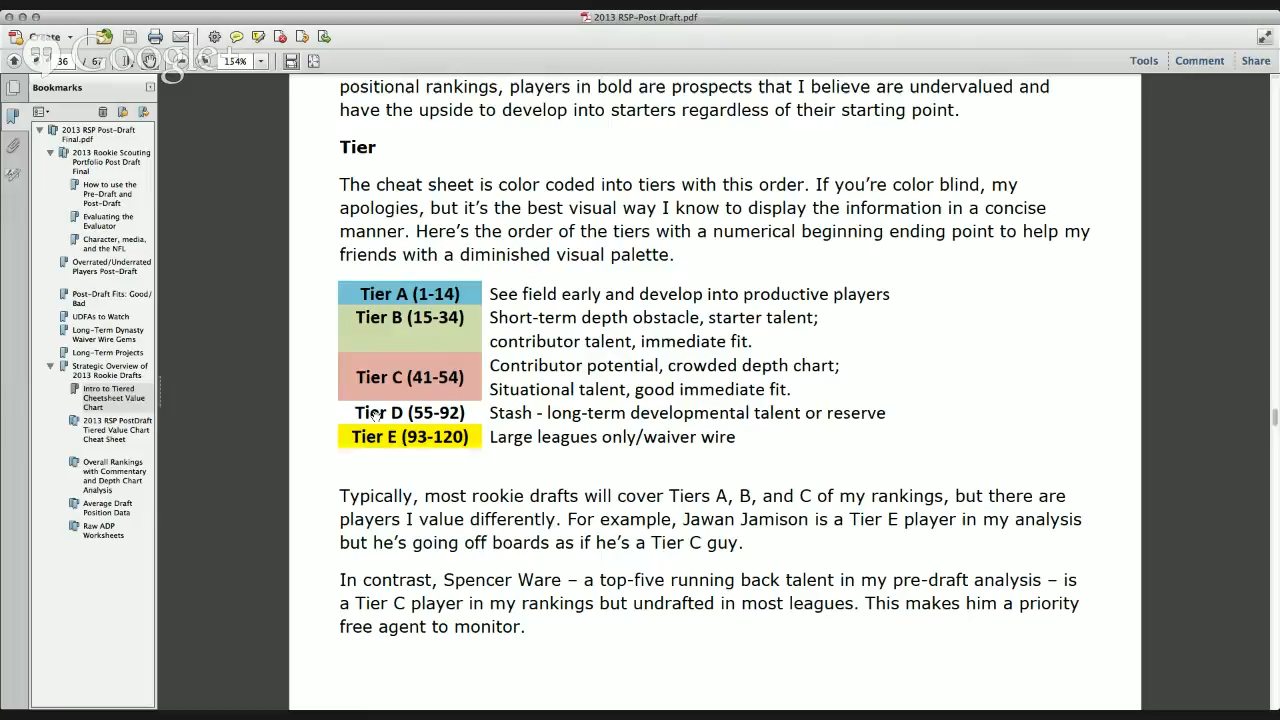 2013 RSP-Post Draft.pdf
Create
Google+
36 / 6
154%
Tools Comment Share
Bookmarks
2013 RSP Post-Draft
Final.pdf
2013 Rookie Scouting
Portfolio Post Draft
Final
How to use the
Pre-Draft and
Post-Draft
Evaluating the
Evaluator
Character, media,
and the NFL
Overrated/Underrated
Players Post-Draft
Post-Draft Fits: Good/
Bad
UDFAs to Watch
Long-Term Dynasty
Waiver Wire Gems
Long-Term Projects
Strategic Overview of
2013 Rookie Drafts
Intro to Tiered
Cheetsheet Value
Chart
2013 RSP PostDraft
Tiered Value Chart
Cheat Sheet
Overall Rankings
with Commentary
and Depth Chart
Analysis
Average Draft
Position Data
Raw ADP
Worksheets
positional rankings, players in bold are prospects that I believe are undervalued and
have the upside to develop into starters regardless of their starting point.
Tier
The cheat sheet is color coded into tiers with this order. If you're color blind, my
apologies, but it's the best visual way I know to display the information in a concise
manner. Here's the order of the tiers with a numerical beginning ending point to help my
friends with a diminished visual palette.
Tier A (1-14) See field early and develop into productive players
Tier B (15-34) Short-term depth obstacle, starter talent;
contributor talent, immediate fit.
Contributor potential, crowded depth chart;
Tier C (41-54)
Situational talent, good immediate fit.
Tier D (55-92) Stash - long-term developmental talent or reserve
Tier E (93-120) Large leagues only/waiver wire
Typically, most rookie drafts will cover Tiers A, B, and C of my rankings, but there are
players I value differently. For example, Jawan Jamison is a Tier E player in my analysis
but he's going off boards as if he's a Tier C guy.
In contrast, Spencer Ware – a top-five running back talent in my pre-draft analysis – is
a Tier C player in my rankings but undrafted in most leagues. This makes him a priority
free agent to monitor.